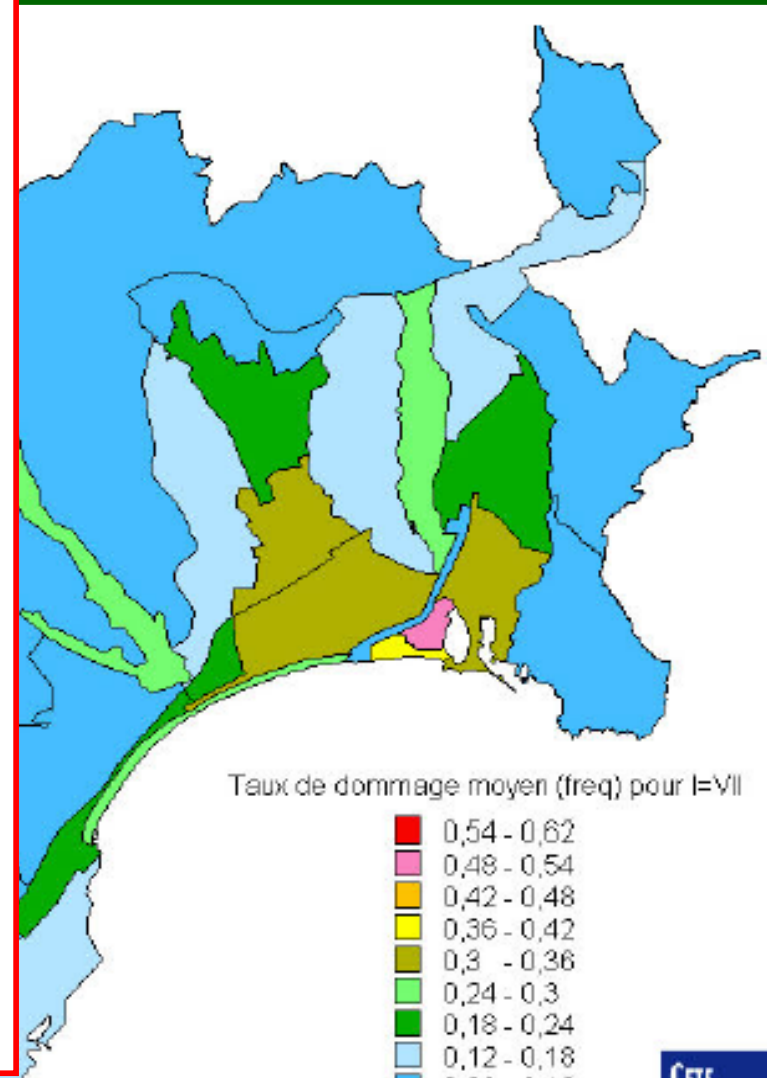 Taux de dommage moyen (freq) pour I=VII
0,54 - 0,62
0,48 - 0,54
0,42 - 0,48
0,36 - 0,42
0,3 - 0,36
0,24 - 0,3
0,18 - 0,24
0,12 - 0,18